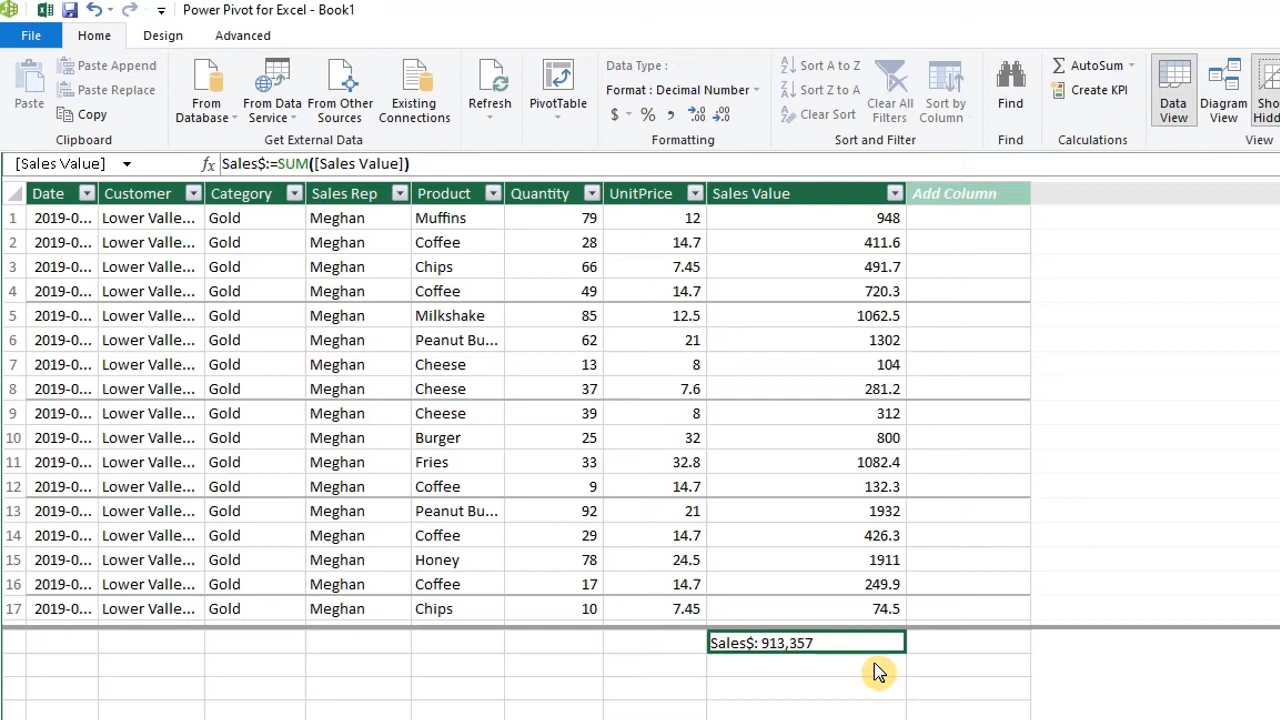 Power Pivot for Excel - Book1
File Home Design Advanced
Paste
Paste Append
Paste Replace
Copy
Clipboard
From Database
From Data Service
From Other Sources
Existing Connections
Get External Data
Refresh
PivotTable
Data Type :
Format : Decimal Number
$ % ,
Formatting
Sort A to Z
Sort Z to A
Clear Sort
Clear All Filters
Sort by Column
Sort and Filter
Find
Find
AutoSum
Create KPI
Calculations
Data View
Diagram View
Sho
Hidd
View
[Sales Value] fx Sales$:=SUM([Sales Value])
Date Customer Category Sales Rep Product Quantity UnitPrice Sales Value Add Column
1 2019-0... Lower Valle... Gold Meghan Muffins 79 12 948
2 2019-0... Lower Valle... Gold Meghan Coffee 28 14.7 411.6
3 2019-0... Lower Valle... Gold Meghan Chips 66 7.45 491.7
4 2019-0... Lower Valle... Gold Meghan Coffee 49 14.7 720.3
5 2019-0... Lower Valle... Gold Meghan Milkshake 85 12.5 1062.5
6 2019-0... Lower Valle... Gold Meghan Peanut Bu... 62 21 1302
7 2019-0... Lower Valle... Gold Meghan Cheese 13 8 104
8 2019-0... Lower Valle... Gold Meghan Cheese 37 7.6 281.2
9 2019-0... Lower Valle... Gold Meghan Cheese 39 8 312
10 2019-0... Lower Valle... Gold Meghan Burger 25 32 800
11 2019-0... Lower Valle... Gold Meghan Fries 33 32.8 1082.4
12 2019-0... Lower Valle... Gold Meghan Coffee 9 14.7 132.3
13 2019-0... Lower Valle... Gold Meghan Peanut Bu... 92 21 1932
14 2019-0... Lower Valle... Gold Meghan Coffee 29 14.7 426.3
15 2019-0... Lower Valle... Gold Meghan Honey 78 24.5 1911
16 2019-0... Lower Valle... Gold Meghan Coffee 17 14.7 249.9
17 2019-0... Lower Valle... Gold Meghan Chips 10 7.45 74.5
Sales$: 913,357